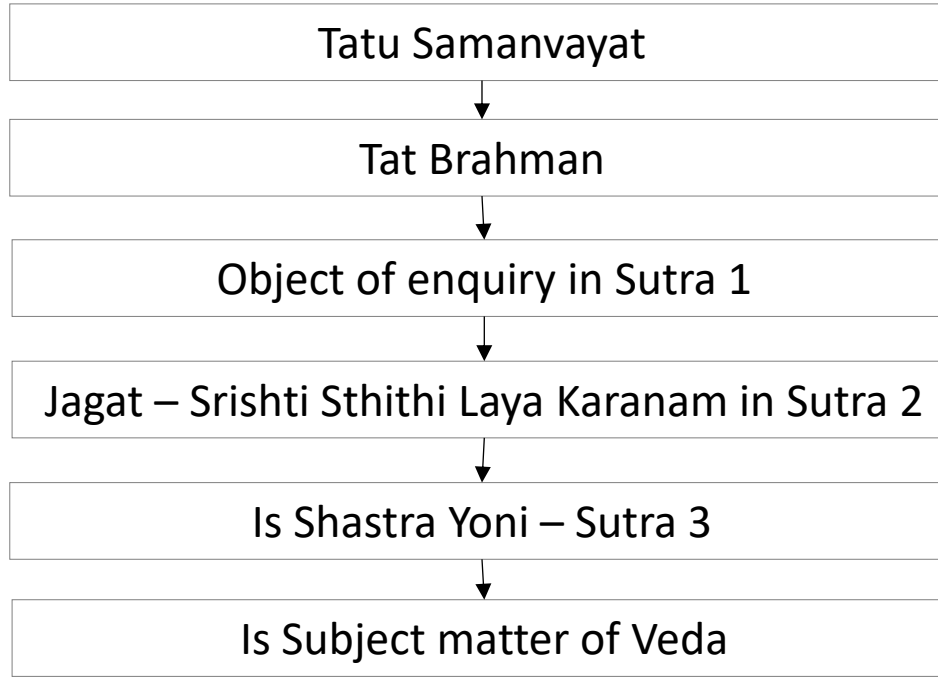 Tatu Samanvayat
Tat Brahman
Object of enquiry in Sutra 1
Jagat – Srishti Sthithi Laya Karanam in Sutra 2
Is Shastra Yoni – Sutra 3
Is Subject matter of Veda